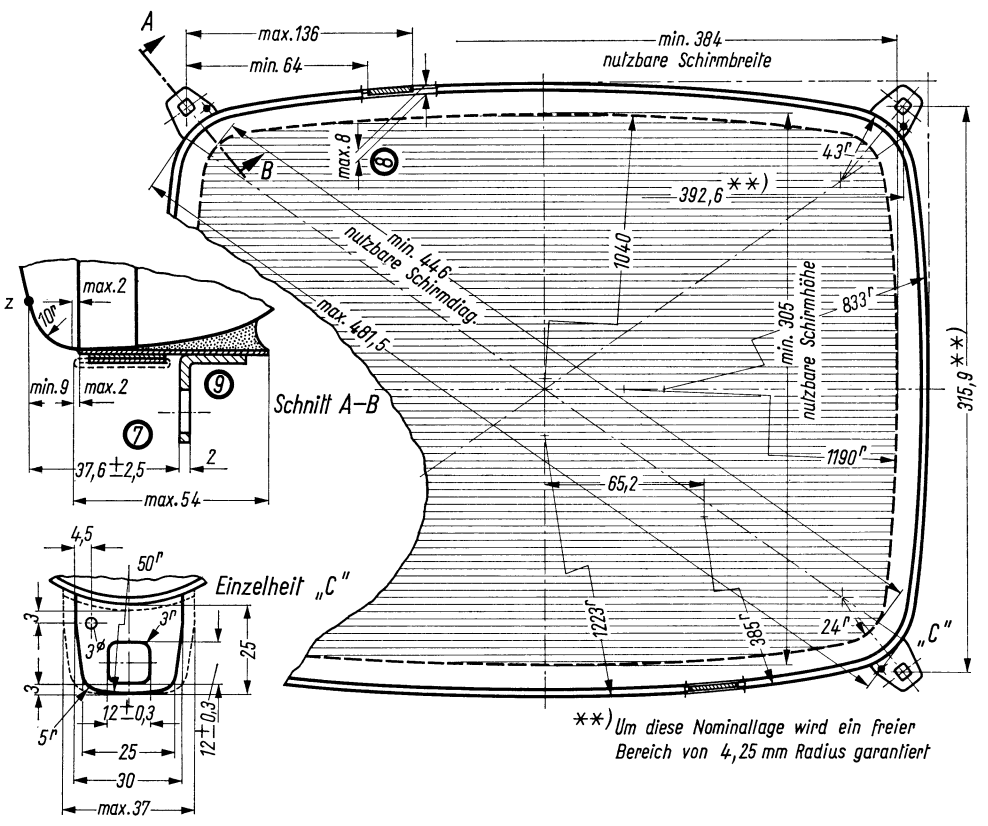 A
max.136
min. 384
nutzbare Schirmbreite
min. 64
max.8
8
B
43r
392,6 **)
1040
min. 446
nutzbare Schirmdiag.
max. 481,5
min. 305
nutzbare Schirmhöhe
833r
315,9 **)
z
10r
max.2
min.9
max.2
9
Schnitt A-B
7
37,6 ±2,5
2
max.54
1190r
65,2
4,5
50r
Einzelheit „C"
3
3⌀
3r
25
3
12±0,3
12±0,3
5r
25
30
max.37
1223r
385r
24r
„C"
**) Um diese Nominallage wird ein freier
Bereich von 4,25 mm Radius garantiert